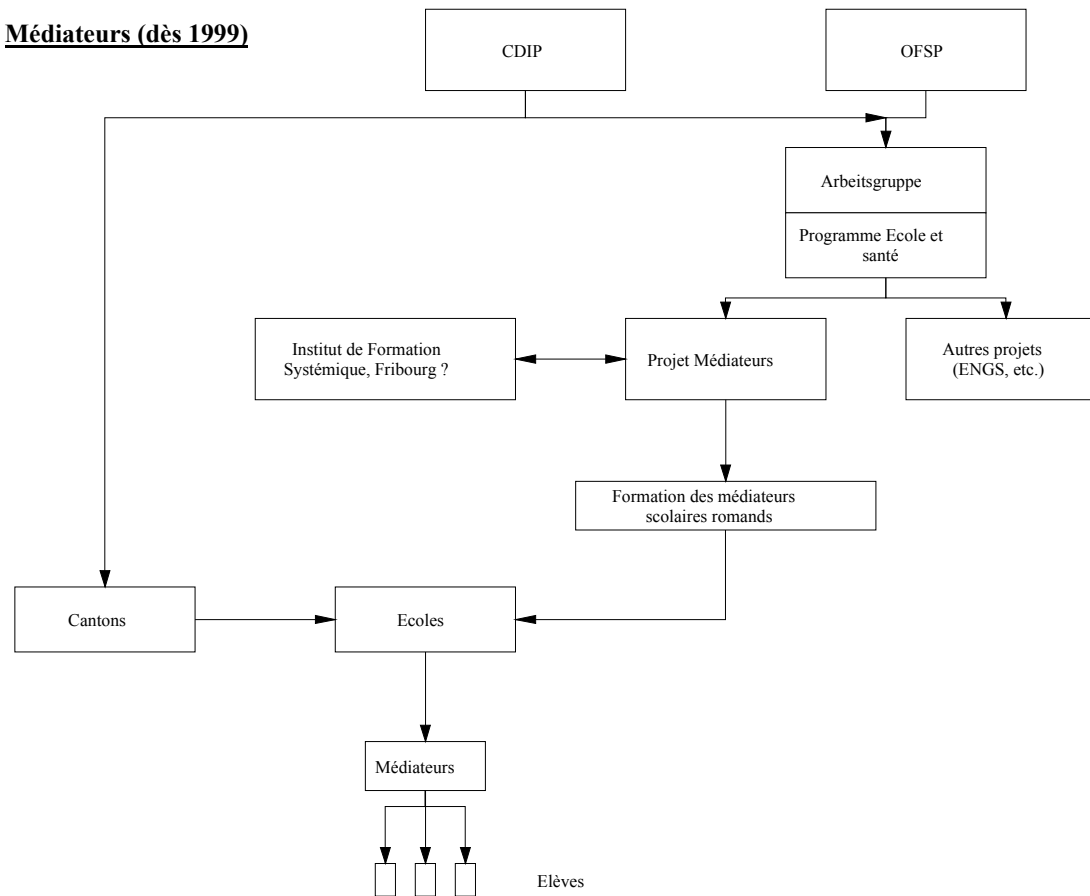 Médiateurs (dès 1999)
CDIP
OFSP
Arbeitsgruppe
Programme Ecole et
santé
Institut de Formation
Systémique, Fribourg ?
Projet Médiateurs
Autres projets
(ENGS, etc.)
Formation des médiateurs
scolaires romands
Cantons
Ecoles
Médiateurs
Elèves